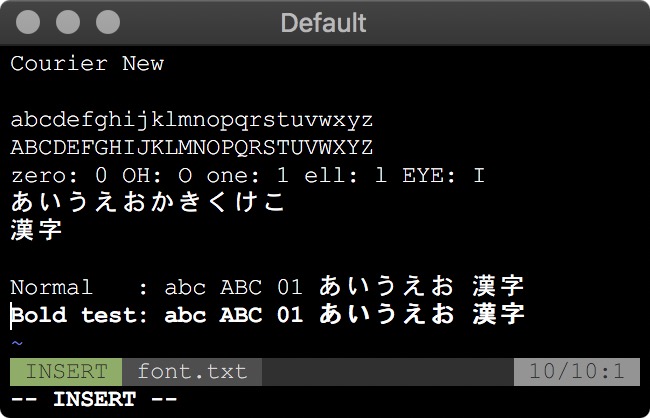 Default
Courier New
abcdefghijklmnopqrstuvwxyz
ABCDEFGHIJKLMNOPQRSTUVWXYZ
zero: 0 OH: O one: 1 ell: l EYE: I
あいうえおかきくけこ
漢字
Normal   : abc ABC 01 あいうえお 漢字
Bold test: abc ABC 01 あいうえお 漢字
~
INSERT font.txt 10/10:1
-- INSERT --